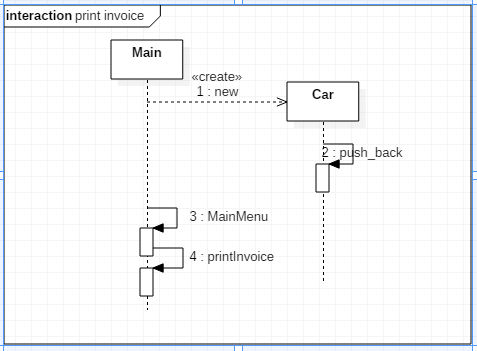 interaction print invoice
Main
«create»
1 : new
Car
2 : push_back
3 : MainMenu
4 : printInvoice